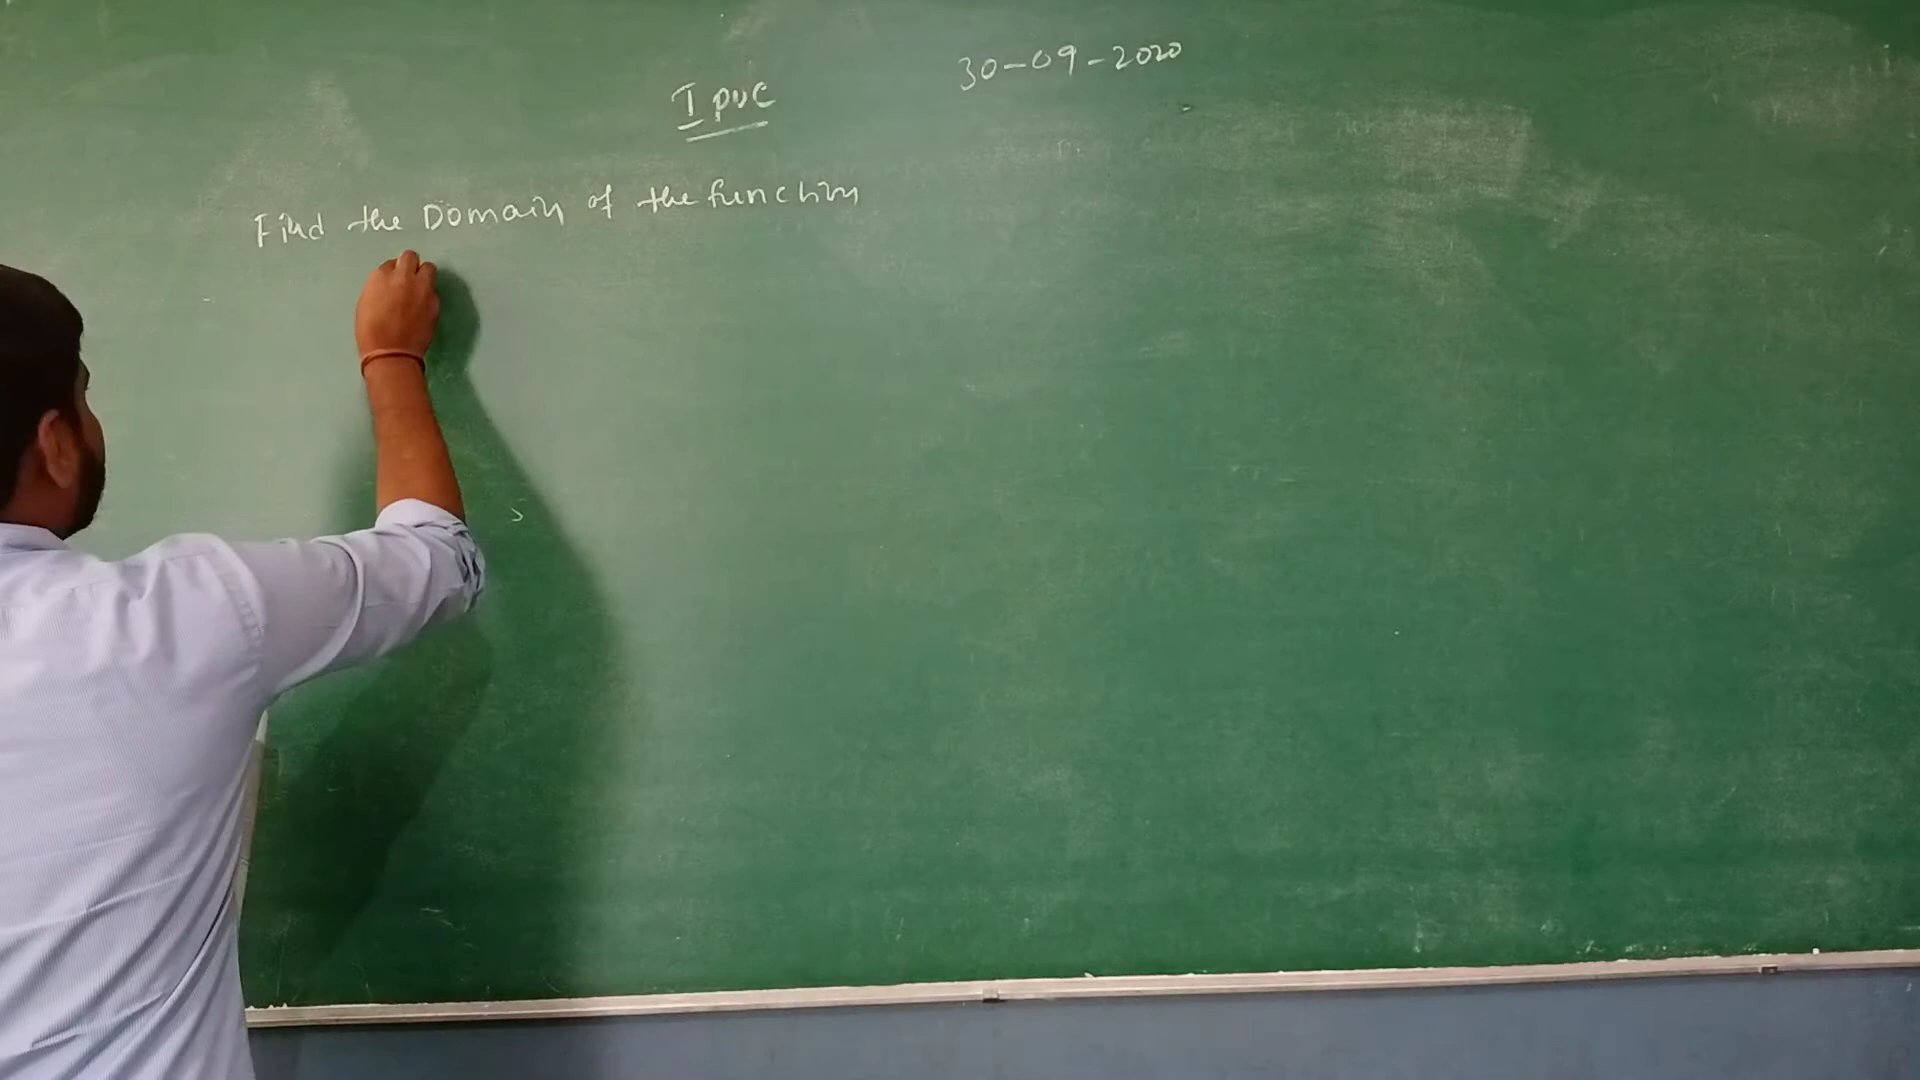 30-09-2020
I PUC
Find the Domain of the function